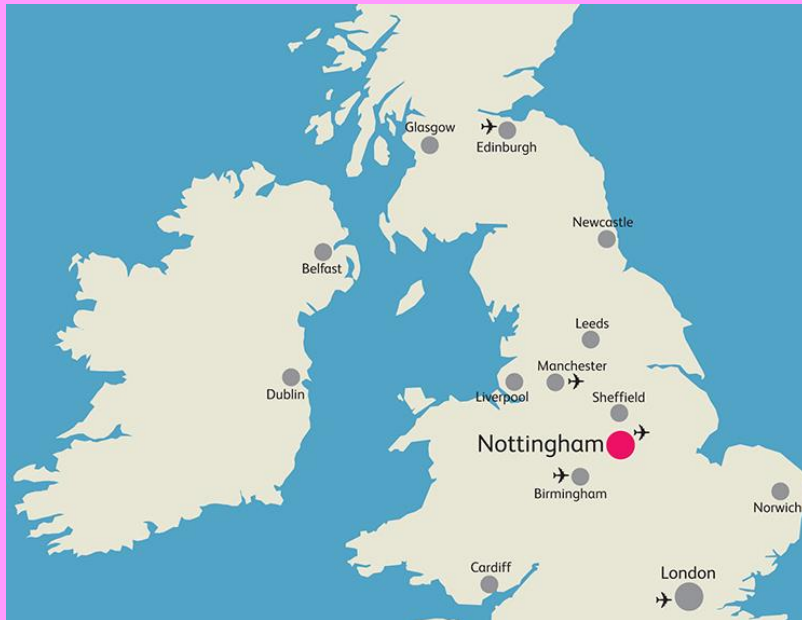 Glasgow
Edinburgh
Newcastle
Belfast
Leeds
Manchester
Dublin
Liverpool
Sheffield
Nottingham
Birmingham
Norwich
Cardiff
London